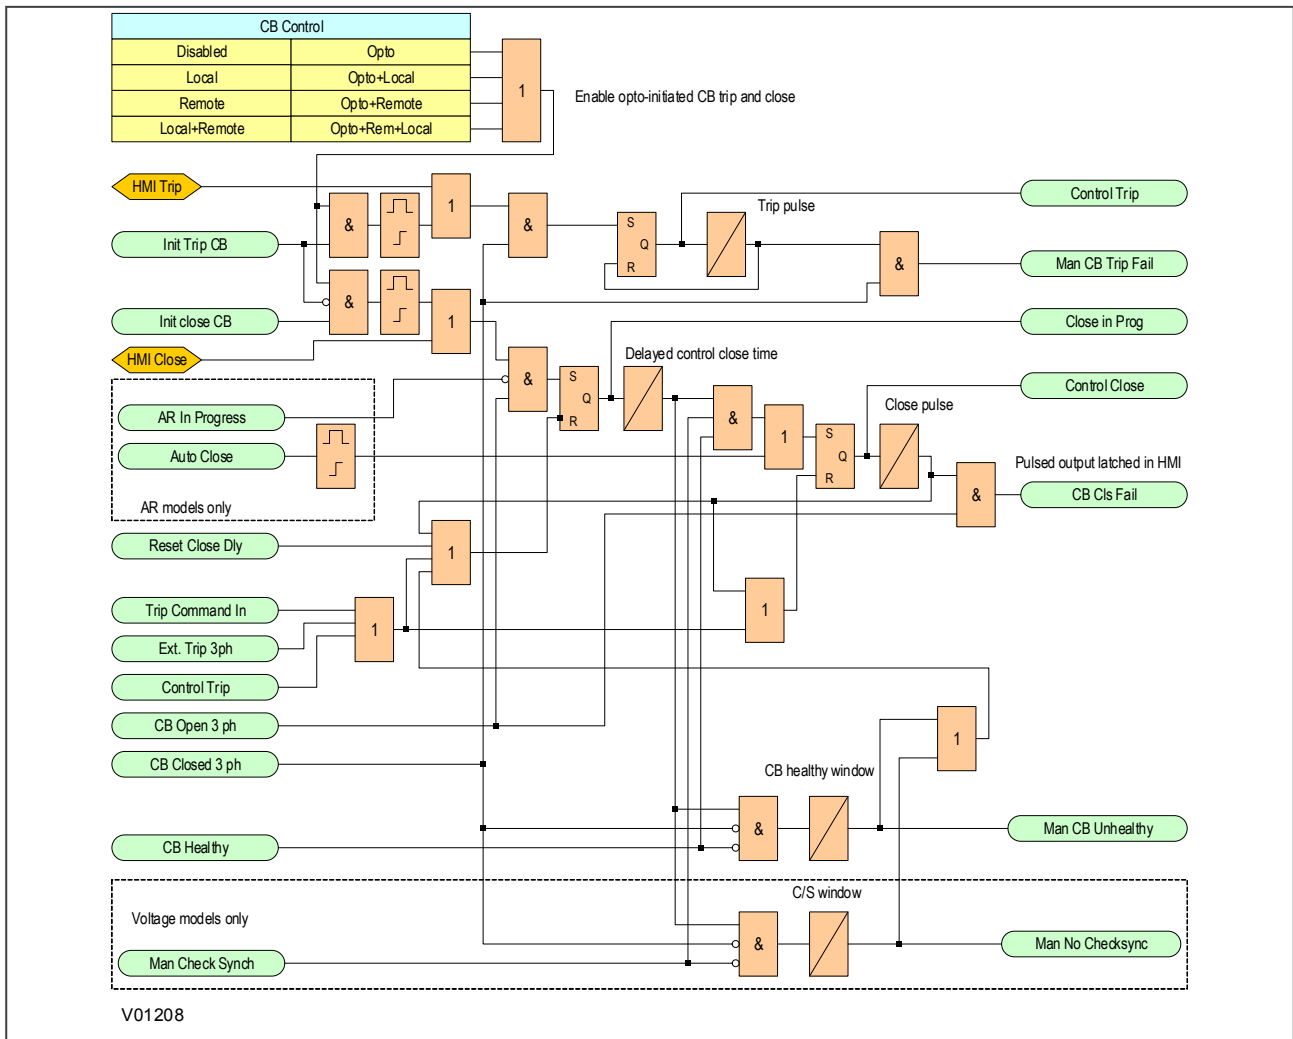 CB Control
Disabled Opto
Local Opto+Local
Remote Opto+Remote
Local+Remote Opto+Rem+Local
1
Enable opto-initiated CB trip and close
HMI Trip
1
Control Trip
Trip pulse
&
&
S
Q
R
Init Trip CB
&
Man CB Trip Fail
&
1
Init close CB
Close in Prog
HMI Close
Delayed control close time
&
S
Q
R
Control Close
Close pulse
AR In Progress
&
1
S
Q
R
Auto Close
Pulsed output latched in HMI
&
CB Cls Fail
AR models only
Reset Close Dly
1
Trip Command In
1
1
Ext. Trip 3ph
Control Trip
CB Open 3 ph
1
CB Closed 3 ph
CB healthy window
&
Man CB Unhealthy
CB Healthy
C/S window
Voltage models only
&
Man No Checksync
Man Check Synch
V01208